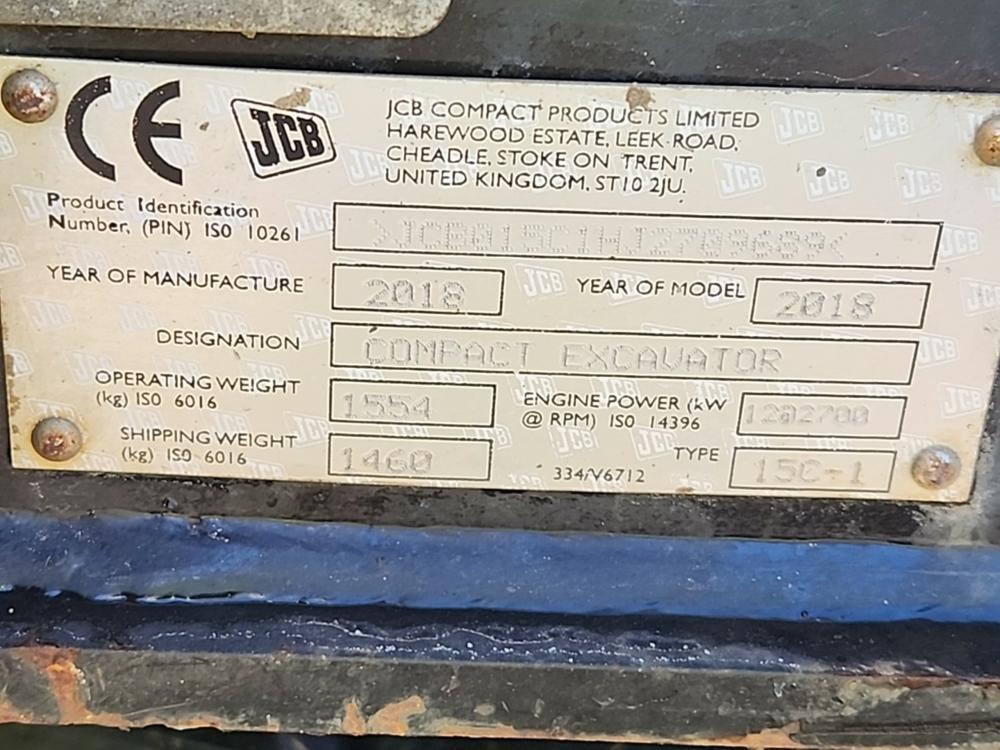 CE JCB
JCB COMPACT PRODUCTS LIMITED
HAREWOOD ESTATE, LEEK ROAD,
CHEADLE, STOKE ON TRENT,
UNITED KINGDOM. ST10 2JU.
Product Identification
Number, (PIN) ISO 10261
YEAR OF MANUFACTURE 2018 YEAR OF MODEL 2018
DESIGNATION COMPACT EXCAVATOR
OPERATING WEIGHT
(kg) ISO 6016 1554
ENGINE POWER (kW
@ RPM) ISO 14396 1202700
SHIPPING WEIGHT
(kg) ISO 6016 1460
334/V6712
TYPE 15C-1